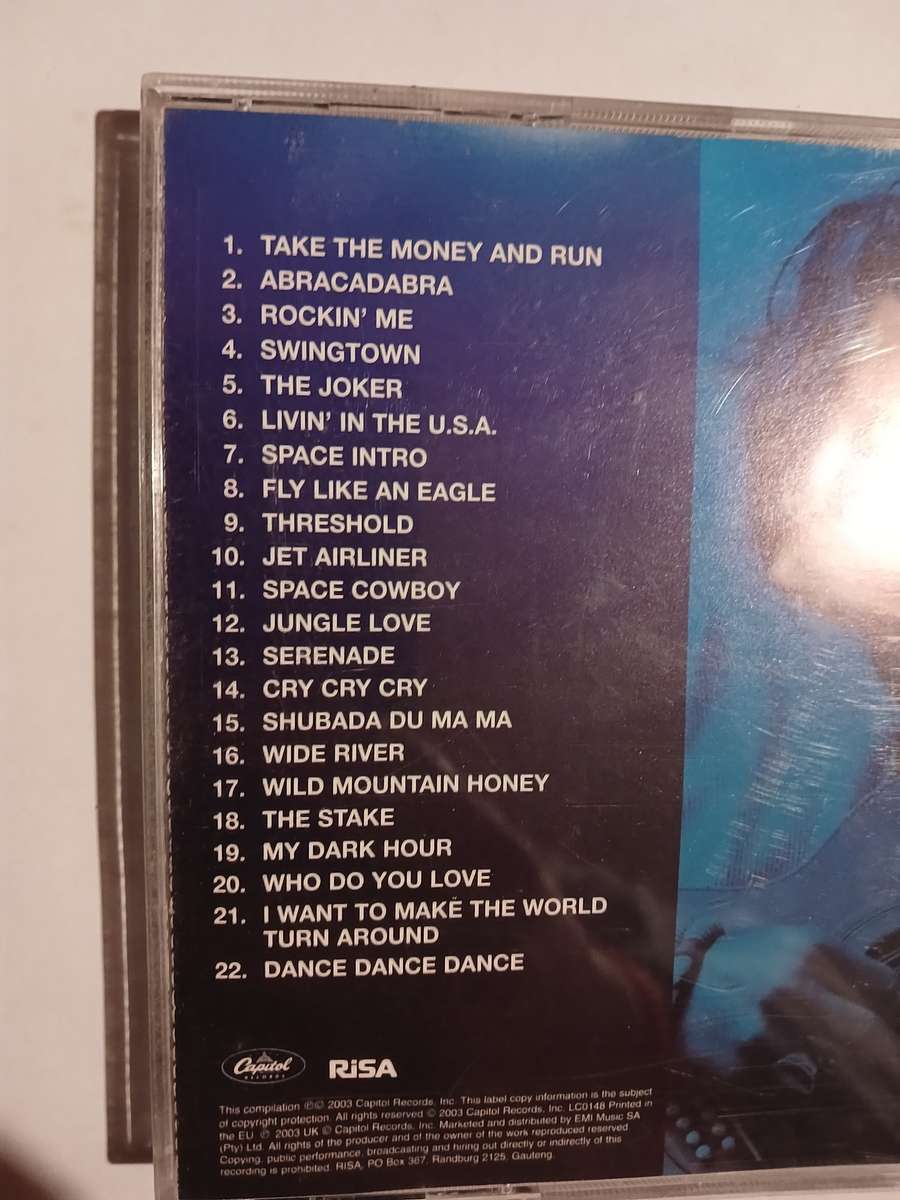 1. TAKE THE MONEY AND RUN
2. ABRACADABRA
3. ROCKIN' ME
4. SWINGTOWN
5. THE JOKER
6. LIVIN' IN THE U.S.A.
7. SPACE INTRO
8. FLY LIKE AN EAGLE
9. THRESHOLD
10. JET AIRLINER
11. SPACE COWBOY
12. JUNGLE LOVE
13. SERENADE
14. CRY CRY CRY
15. SHUBADA DU MA MA
16. WIDE RIVER
17. WILD MOUNTAIN HONEY
18. THE STAKE
19. MY DARK HOUR
20. WHO DO YOU LOVE
21. I WANT TO MAKE THE WORLD
TURN AROUND
22. DANCE DANCE DANCE
Capitol
RECORDS
RiSA
This compilation ℗© 2003 Capitol Records, Inc. This label copy information is the subject
of copyright protection. All rights reserved © 2003 Capitol Records, Inc. LC0148 Printed in
the EU ℗ 2003 UK © Capitol Records, Inc. Marketed and distributed by EMI Music SA
(Pty) Ltd. All rights of the producer and of the owner of the work reproduced reserved
Copying, public performance, broadcasting and hiring out directly or indirectly of this
recording is prohibited. RISA, PO Box 367, Randburg 2125, Gauteng.